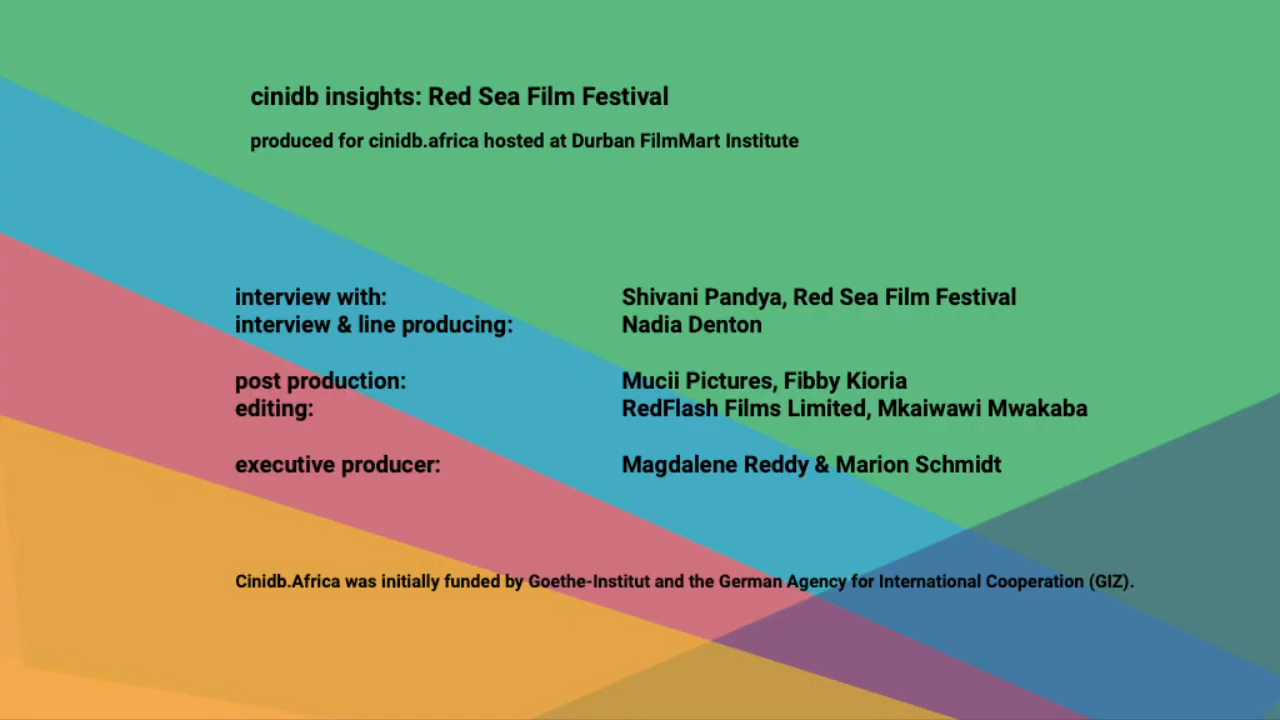 cinidb insights: Red Sea Film Festival
produced for cinidb.africa hosted at Durban FilmMart Institute
interview with: Shivani Pandya, Red Sea Film Festival
interview & line producing: Nadia Denton
post production: Mucii Pictures, Fibby Kioria
editing: RedFlash Films Limited, Mkaiwawi Mwakaba
executive producer: Magdalene Reddy & Marion Schmidt
Cinidb.Africa was initially funded by Goethe-Institut and the German Agency for International Cooperation (GIZ).